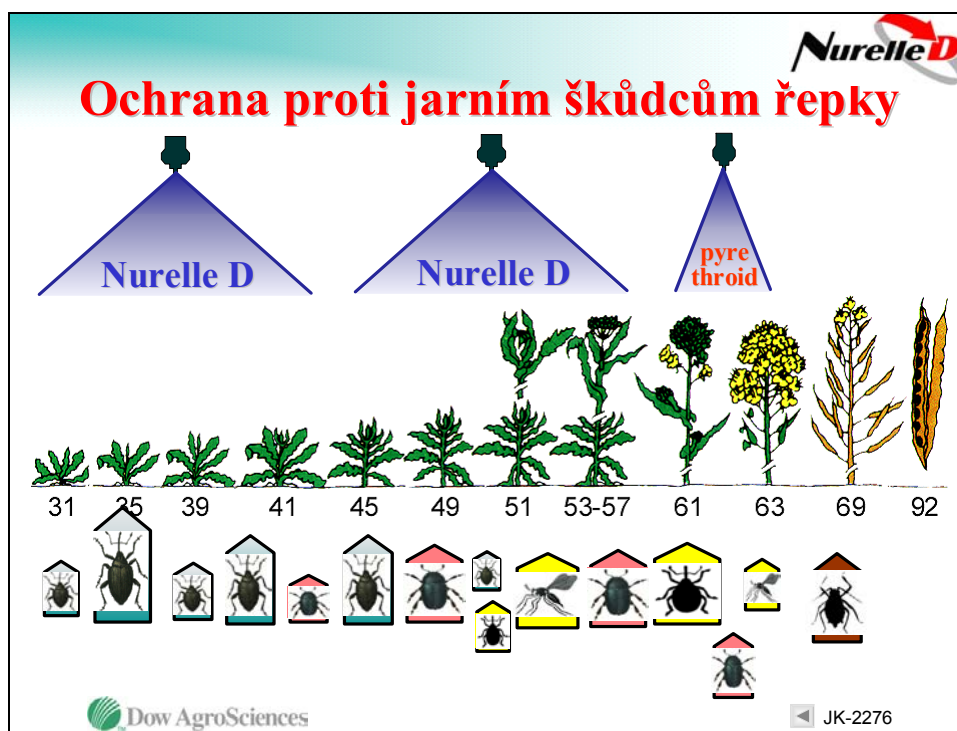 Nurelle D
Ochrana proti jarním škůdcům řepky
Nurelle D
Nurelle D
pyre
throid
31 35 39 41 45 49 51 53-57 61 63 69 92
Dow AgroSciences
JK-2276